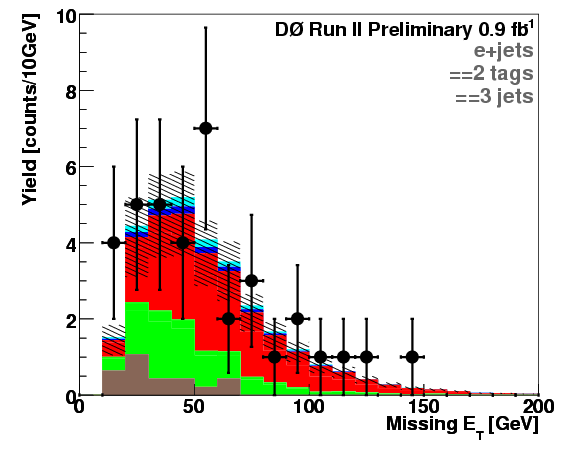 DØ Run II Preliminary 0.9 fb⁻¹
e+jets
==2 tags
==3 jets
Yield [counts/10GeV]
10
8
6
4
2
0
0 50 100 150 200
Missing E_T [GeV]